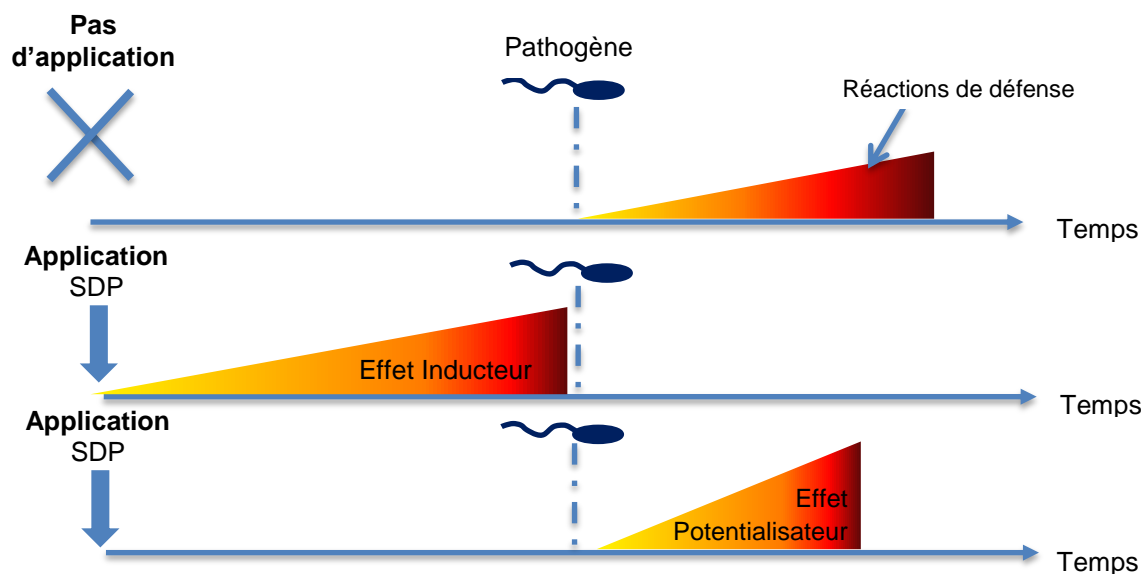 Pas
d’application
Pathogène
Réactions de défense
Temps
Application
SDP
Effet Inducteur
Temps
Application
SDP
Effet
Potentialisateur
Temps